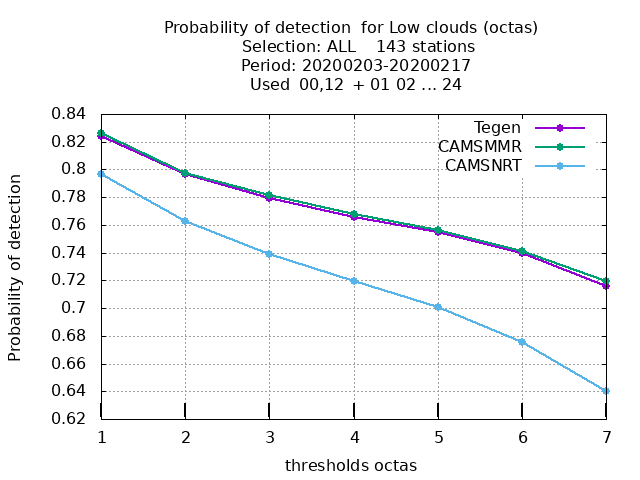 Probability of detection  for Low clouds (octas)
Selection: ALL    143 stations
Period: 20200203-20200217
Used  00,12  + 01 02 ... 24
Tegen
CAMSMMR
CAMSNRT
Probability of detection
0.84
0.82
0.8
0.78
0.76
0.74
0.72
0.7
0.68
0.66
0.64
0.62
1 2 3 4 5 6 7
thresholds octas